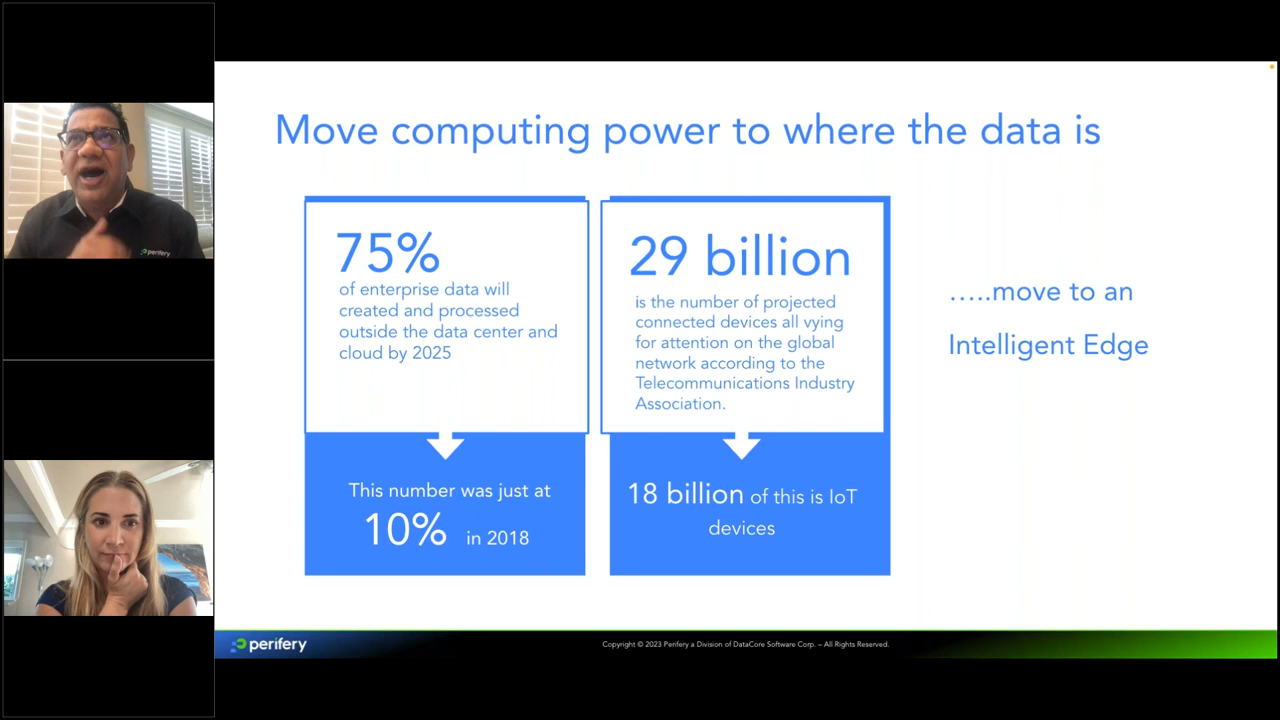 Move computing power to where the data is
75%
of enterprise data will
created and processed
outside the data center and
cloud by 2025
This number was just at
10% in 2018
29 billion
is the number of projected
connected devices all vying
for attention on the global
network according to the
Telecommunications Industry
Association.
18 billion of this is IoT
devices
…..move to an
Intelligent Edge
perifery
perifery
Copyright © 2023 Perifery a Division of DataCore Software Corp. – All Rights Reserved.